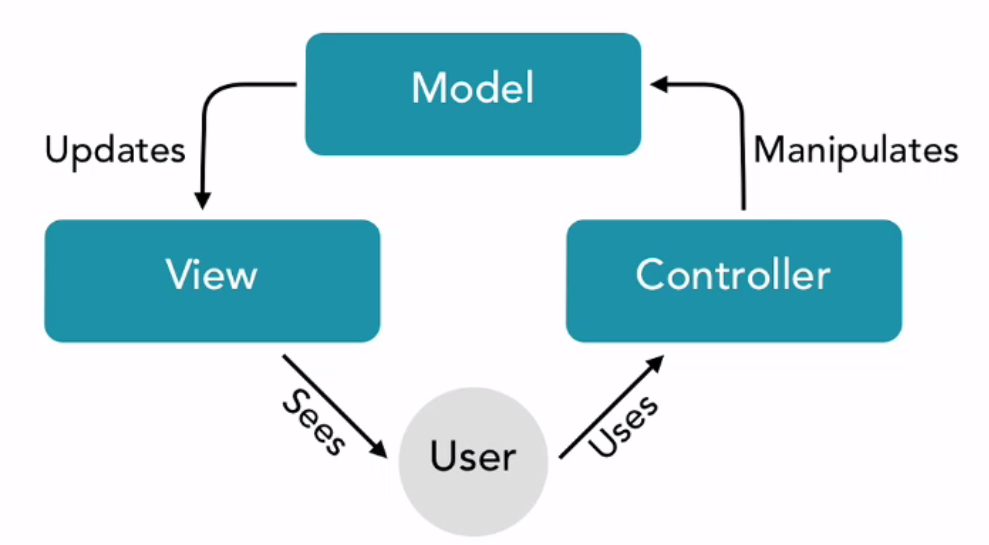 Model
Updates
Manipulates
View
Controller
Sees
Uses
User